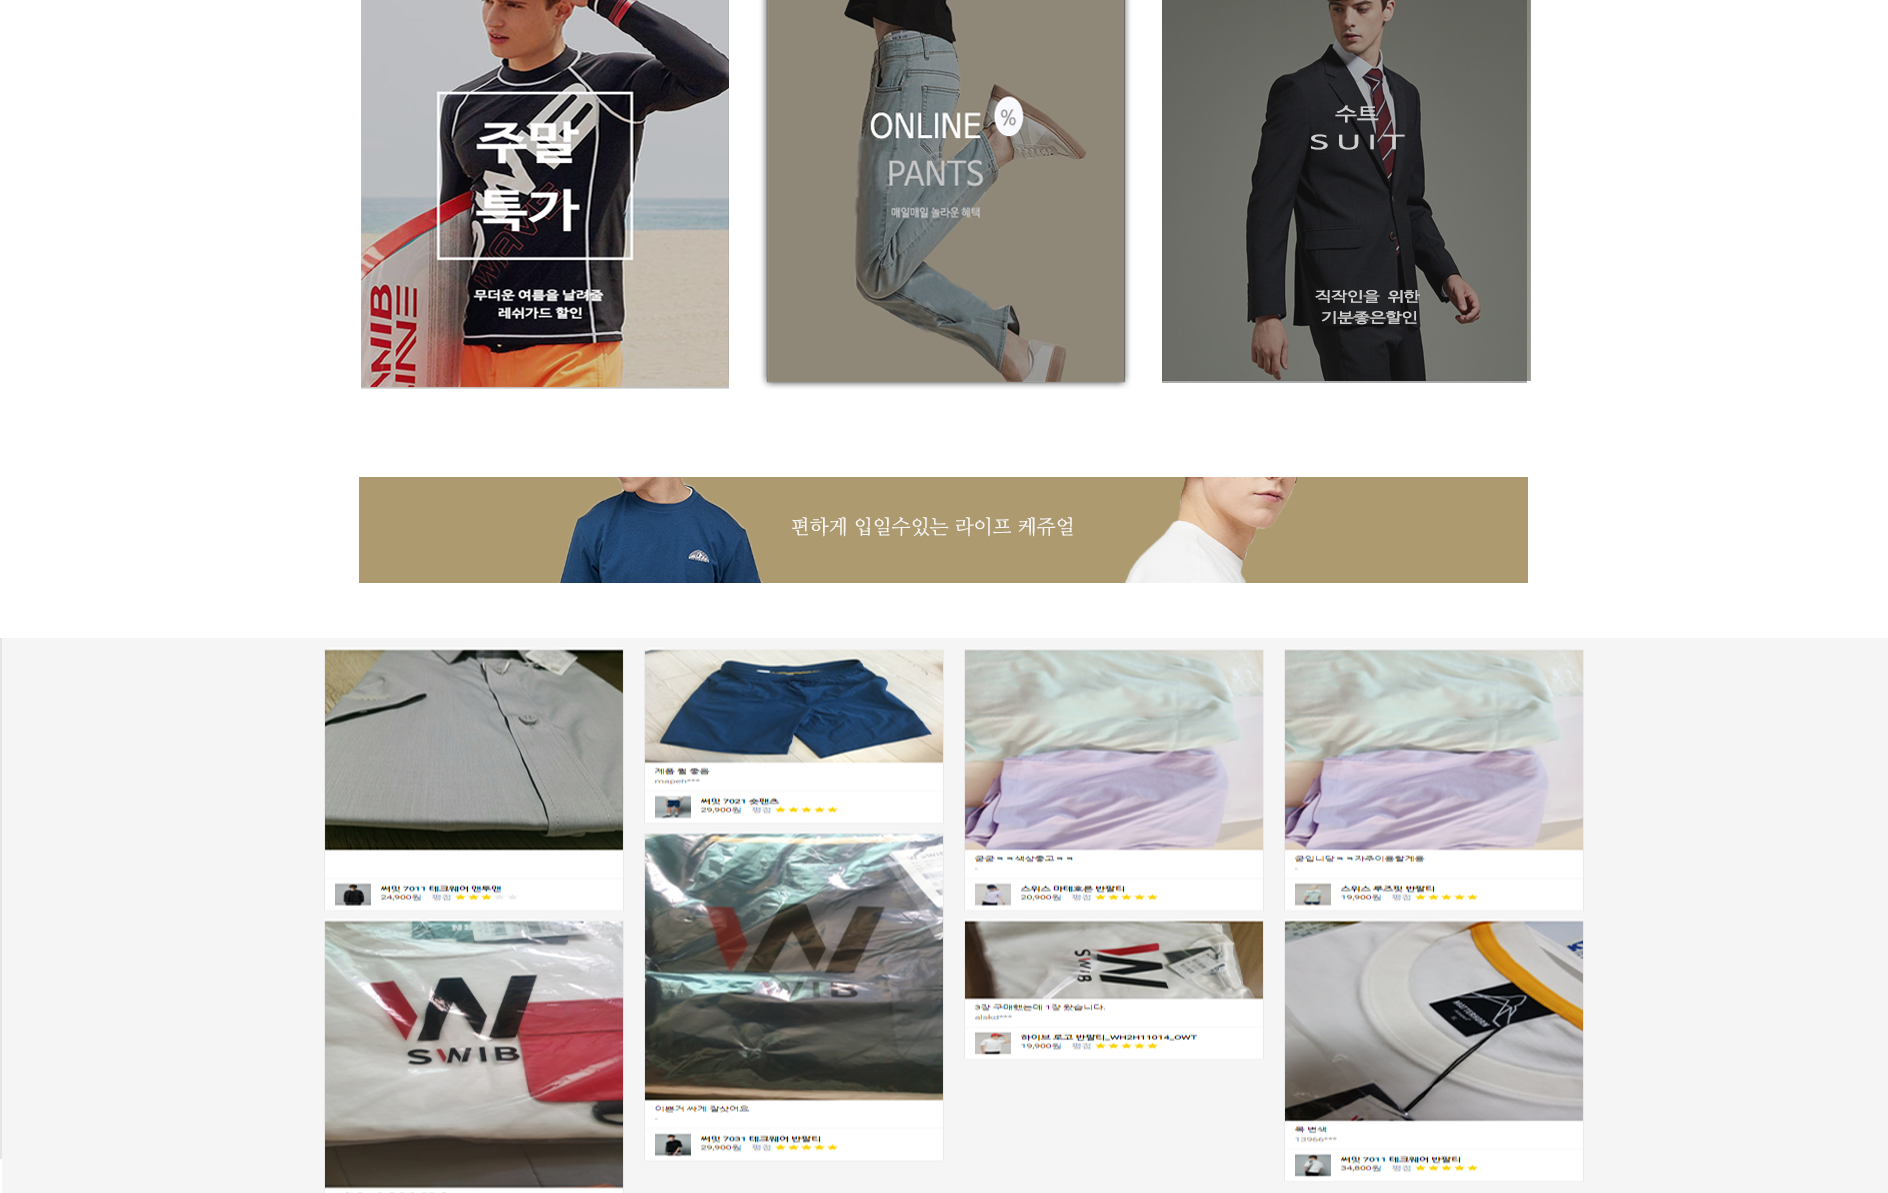 주말
특가
무더운 여름을 날려줄
레쉬가드 할인
WAVE
ONLINE %
PANTS
매일매일 놀라운 혜택
수트
SUIT
직작인을 위한
기분좋은할인
편하게 입일수있는 라이프 케쥬얼
써밋 7011 테크웨어 맨투맨
24,900원 평점
SWIB
제품 웜 좋음
mapeh***
써밋 7021 숏팬츠
29,900원 평점
SWIB
이쁜거 싸게 잘샀어요
-
써밋 7031 테크웨어 반팔티
29,900원 평점
굳굳ㅋㅋ색상좋고ㅋㅋ
-
스위스 마테호른 반팔티
20,900원 평점
SWIB
3장 구매했는데 1장 왔습니다.
alskd***
하이브 로고 반팔티_WH2H11014_OWT
19,900원 평점
굳입니당ㅋㅋ자주이용할게용
-
스위스 루즈핏 반팔티
19,900원 평점
MATTERHORN
13966***
써밋 7011 테크웨어 반팔티
34,800원 평점